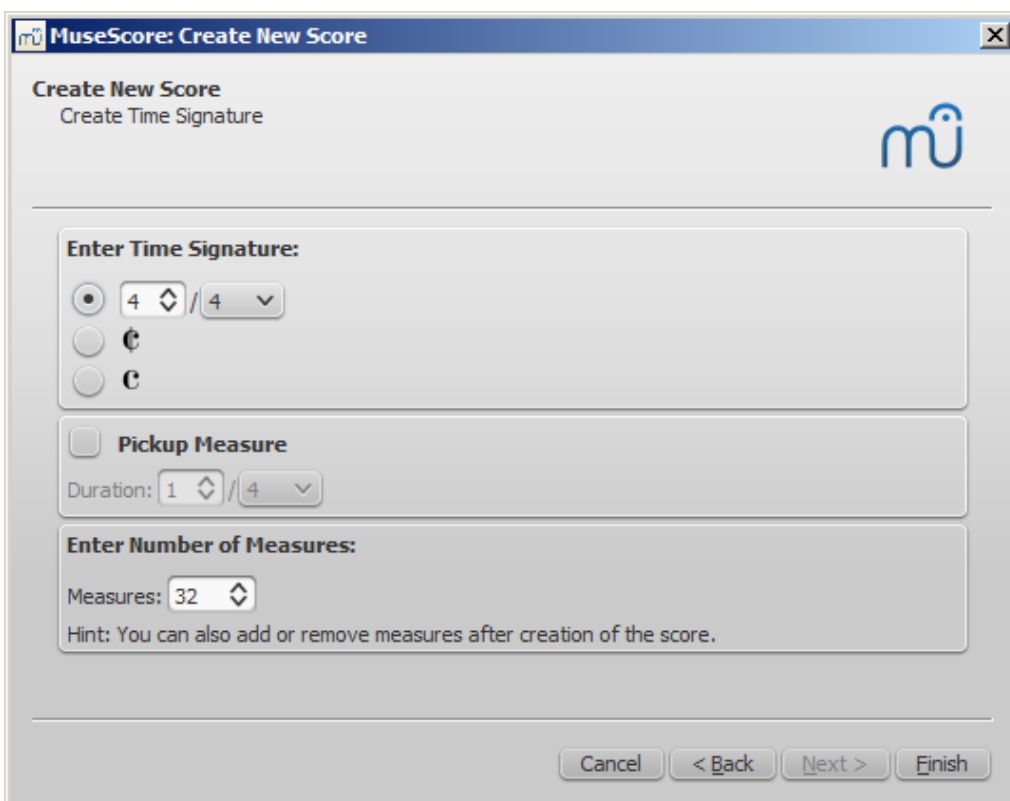 MuseScore: Create New Score
Create New Score
Create Time Signature
Enter Time Signature:
4 / 4
¢
C
Pickup Measure
Duration: 1 / 4
Enter Number of Measures:
Measures: 32
Hint: You can also add or remove measures after creation of the score.
Cancel < Back Next > Finish